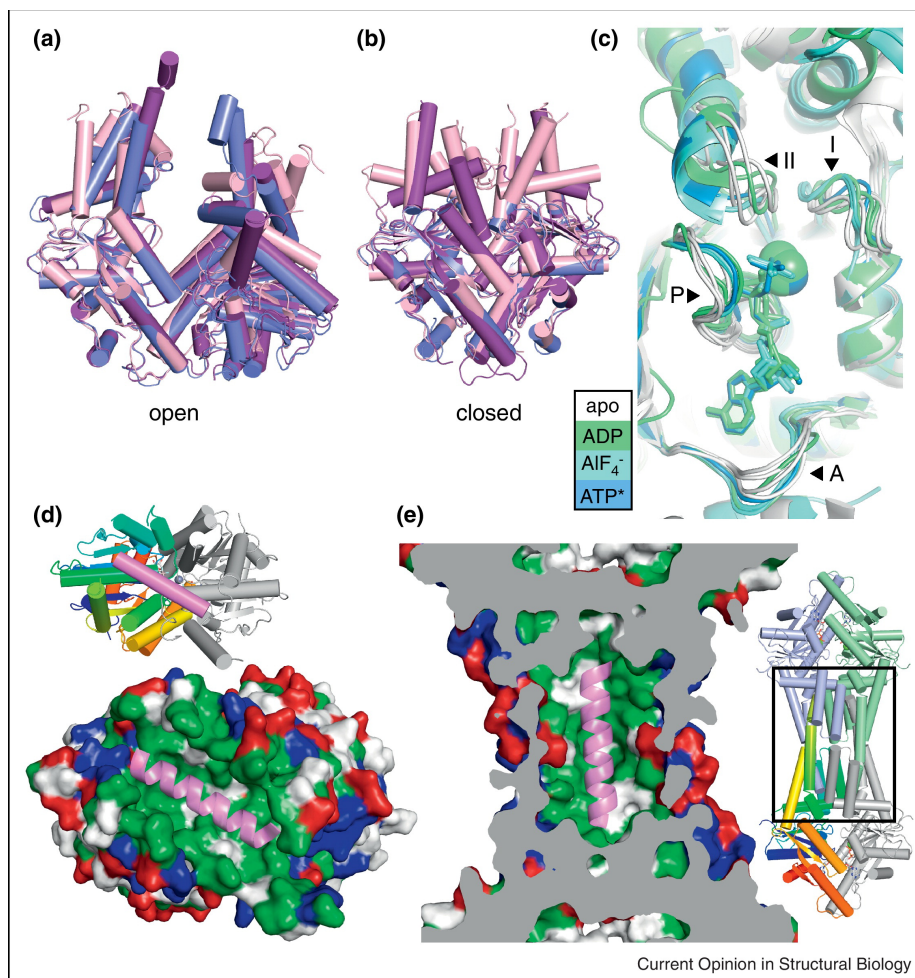 (a)
(b)
(c)
II
I
P
A
open
closed
apo
ADP
AlF4-
ATP*
(d)
(e)
Current Opinion in Structural Biology